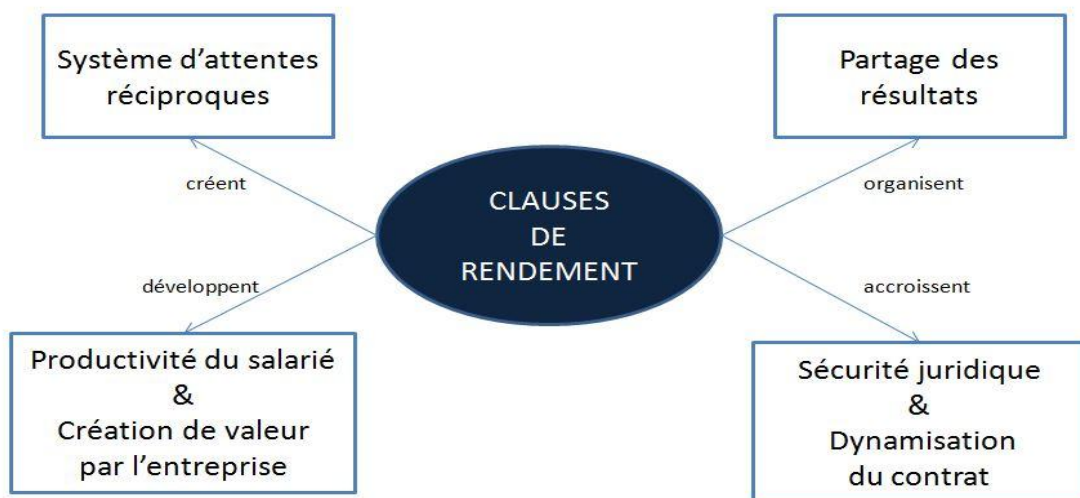 Système d’attentes
réciproques
Partage des
résultats
créent
organisent
CLAUSES
DE
RENDEMENT
développent
accroissent
Productivité du salarié
&
Création de valeur
par l’entreprise
Sécurité juridique
&
Dynamisation
du contrat